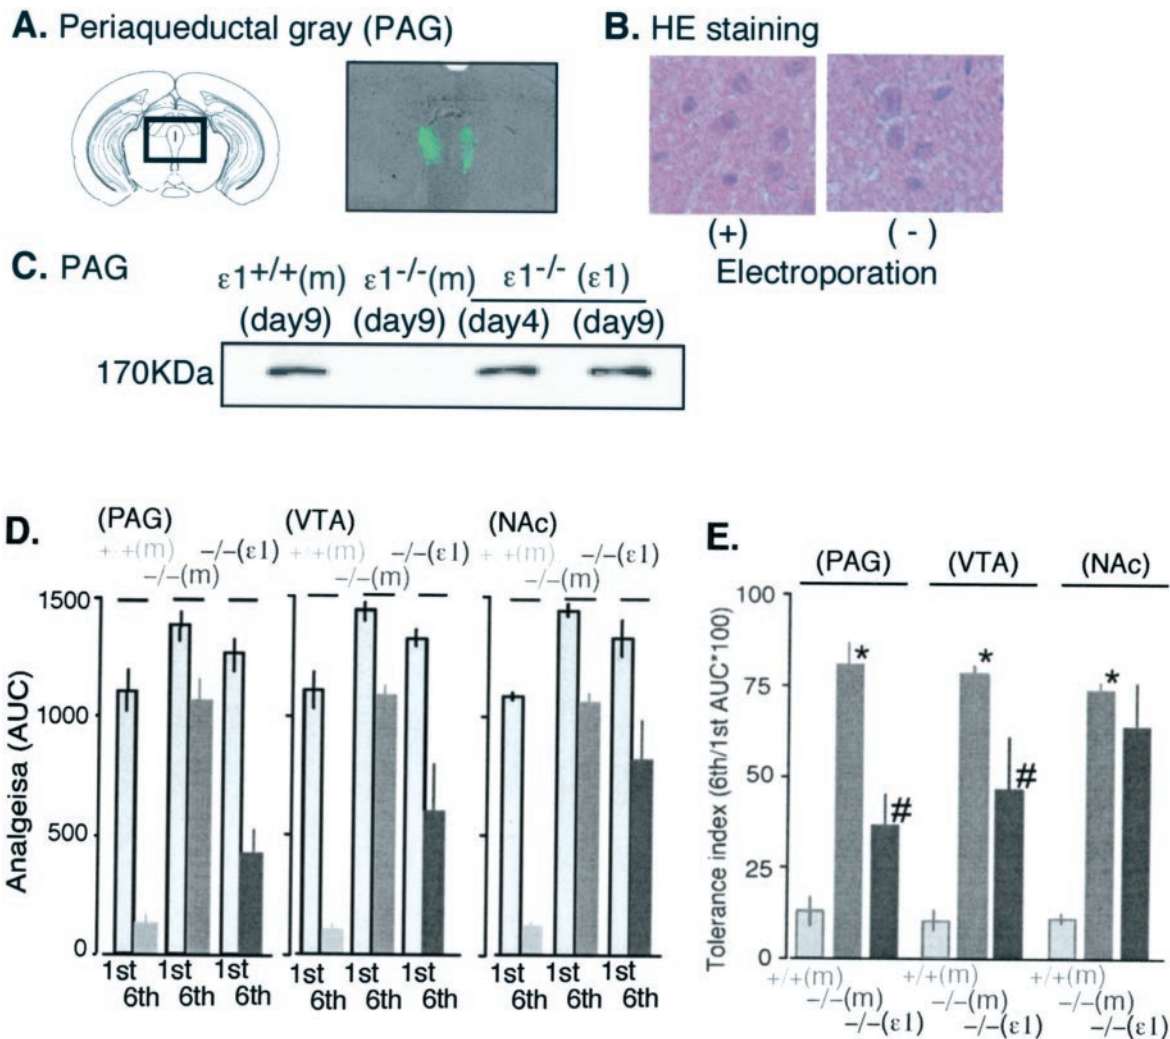 A. Periaqueductal gray (PAG)
B. HE staining
(+) (-)
Electroporation
C. PAG
ε1+/+(m) ε1-/-(m) ε1-/- (ε1)
(day9) (day9) (day4) (day9)
170KDa
D.
(PAG) (VTA) (NAc)
+/+(m) -/-(ε1) +/+(m) -/-(ε1) +/+(m) -/-(ε1)
-/-(m) -/-(m) -/-(m)
Analgeisa (AUC)
1500
1000
500
0
1st 1st 1st 1st 1st 1st 1st 1st 1st
6th 6th 6th 6th 6th 6th 6th 6th 6th
E.
(PAG) (VTA) (NAc)
Tolerance index (6th/1st AUC*100)
100
75
50
25
0
* # * # *
+/+(m) +/+(m) +/+(m)
-/-(m) -/-(m) -/-(m)
-/-(ε1) -/-(ε1) -/-(ε1)